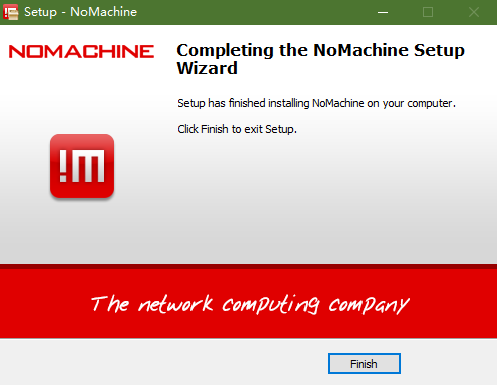 Setup - NoMachine
NOMACHINE
Completing the NoMachine Setup
Wizard
Setup has finished installing NoMachine on your computer.
Click Finish to exit Setup.
!M
The network computing company
Finish